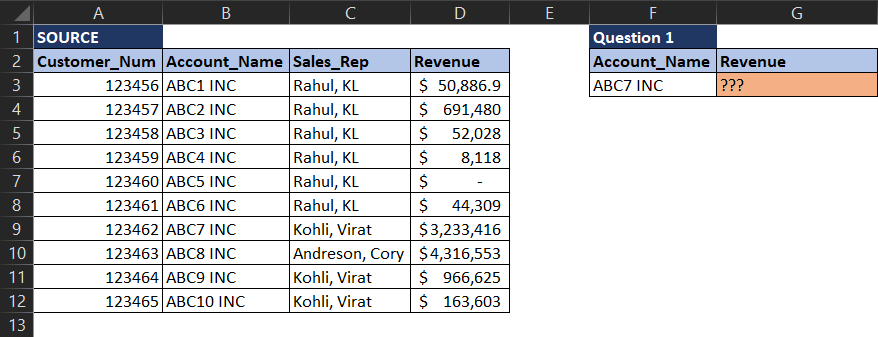 A B C D E F G
1 SOURCE Question 1
2 Customer_Num Account_Name Sales_Rep Revenue Account_Name Revenue
3 123456 ABC1 INC Rahul, KL $ 50,886.9 ABC7 INC ???
4 123457 ABC2 INC Rahul, KL $ 691,480
5 123458 ABC3 INC Rahul, KL $ 52,028
6 123459 ABC4 INC Rahul, KL $ 8,118
7 123460 ABC5 INC Rahul, KL $ -
8 123461 ABC6 INC Rahul, KL $ 44,309
9 123462 ABC7 INC Kohli, Virat $3,233,416
10 123463 ABC8 INC Andreson, Cory $4,316,553
11 123464 ABC9 INC Kohli, Virat $ 966,625
12 123465 ABC10 INC Kohli, Virat $ 163,603
13